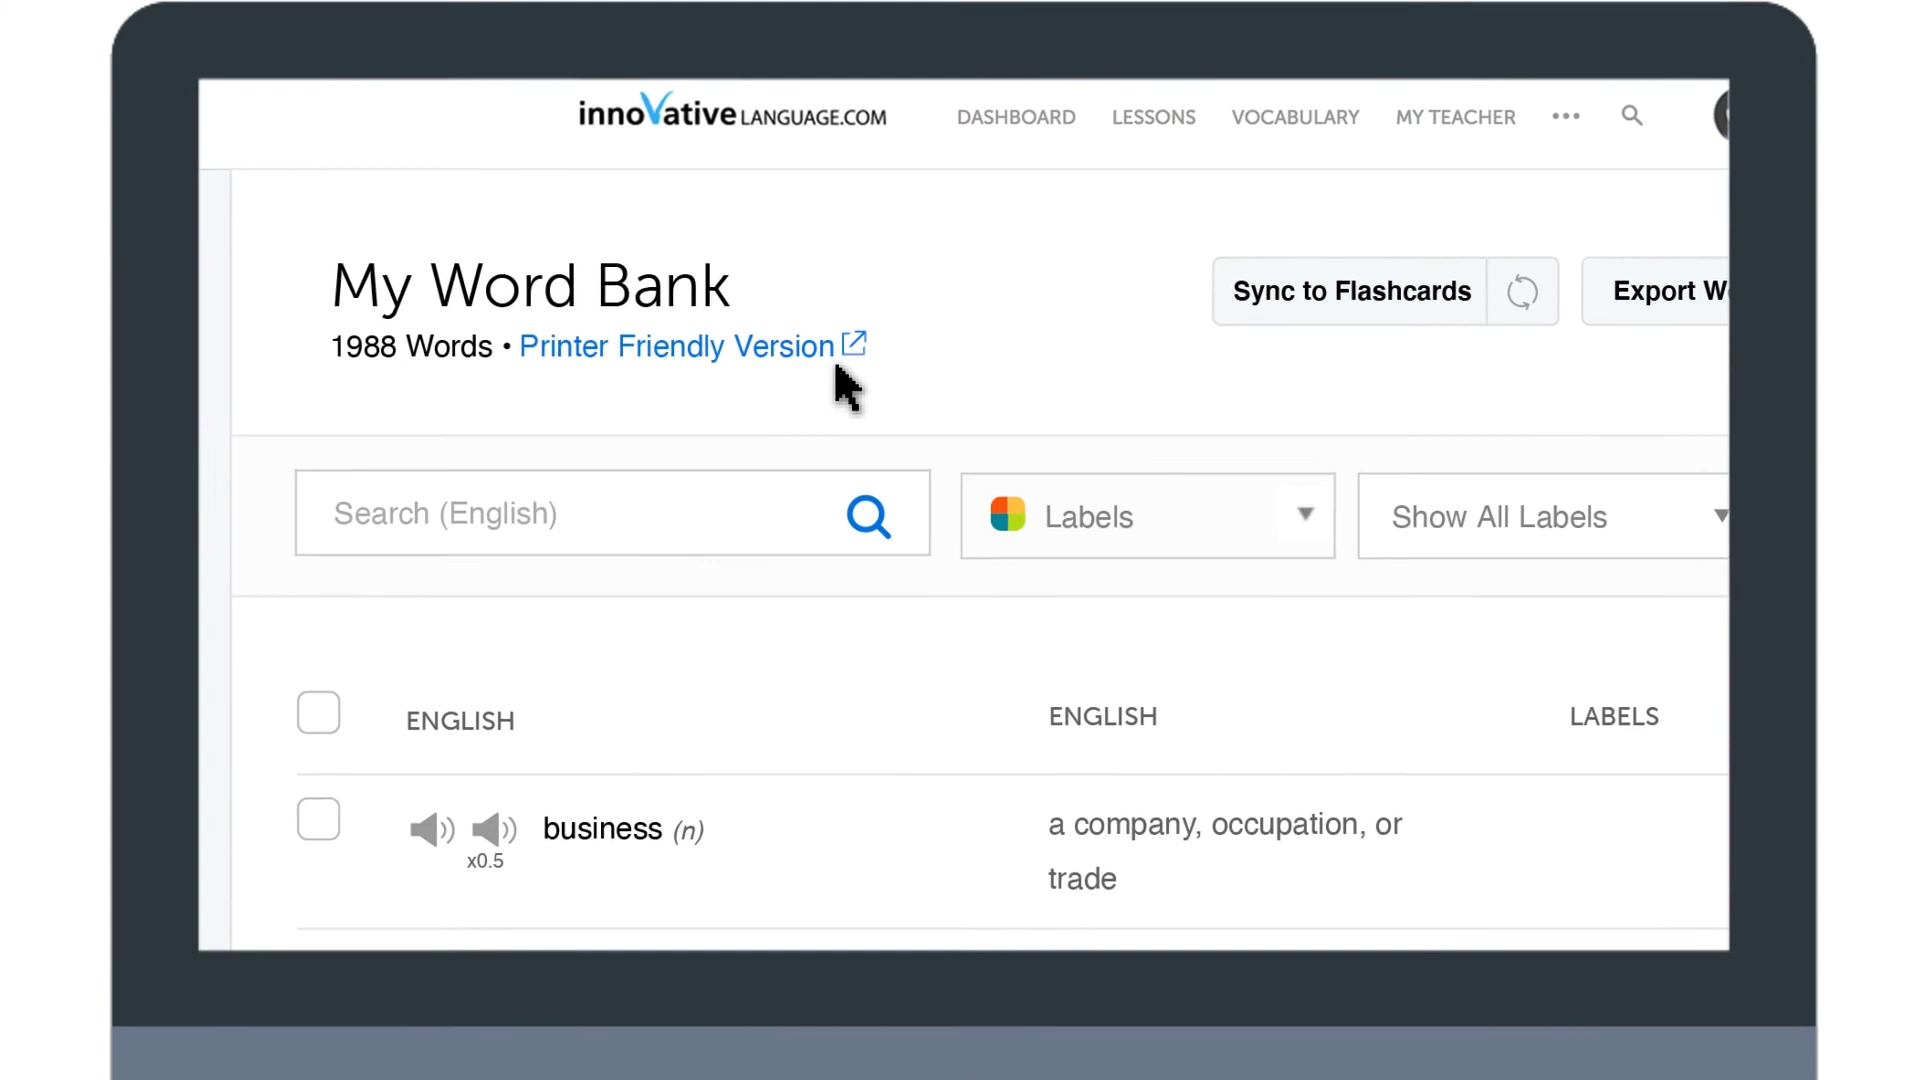 innoVative LANGUAGE.COM DASHBOARD LESSONS VOCABULARY MY TEACHER
My Word Bank
Sync to Flashcards
Export
1988 Words • Printer Friendly Version
Search (English)
Labels
Show All Labels
ENGLISH ENGLISH LABELS
business (n)
x0.5
a company, occupation, or
trade